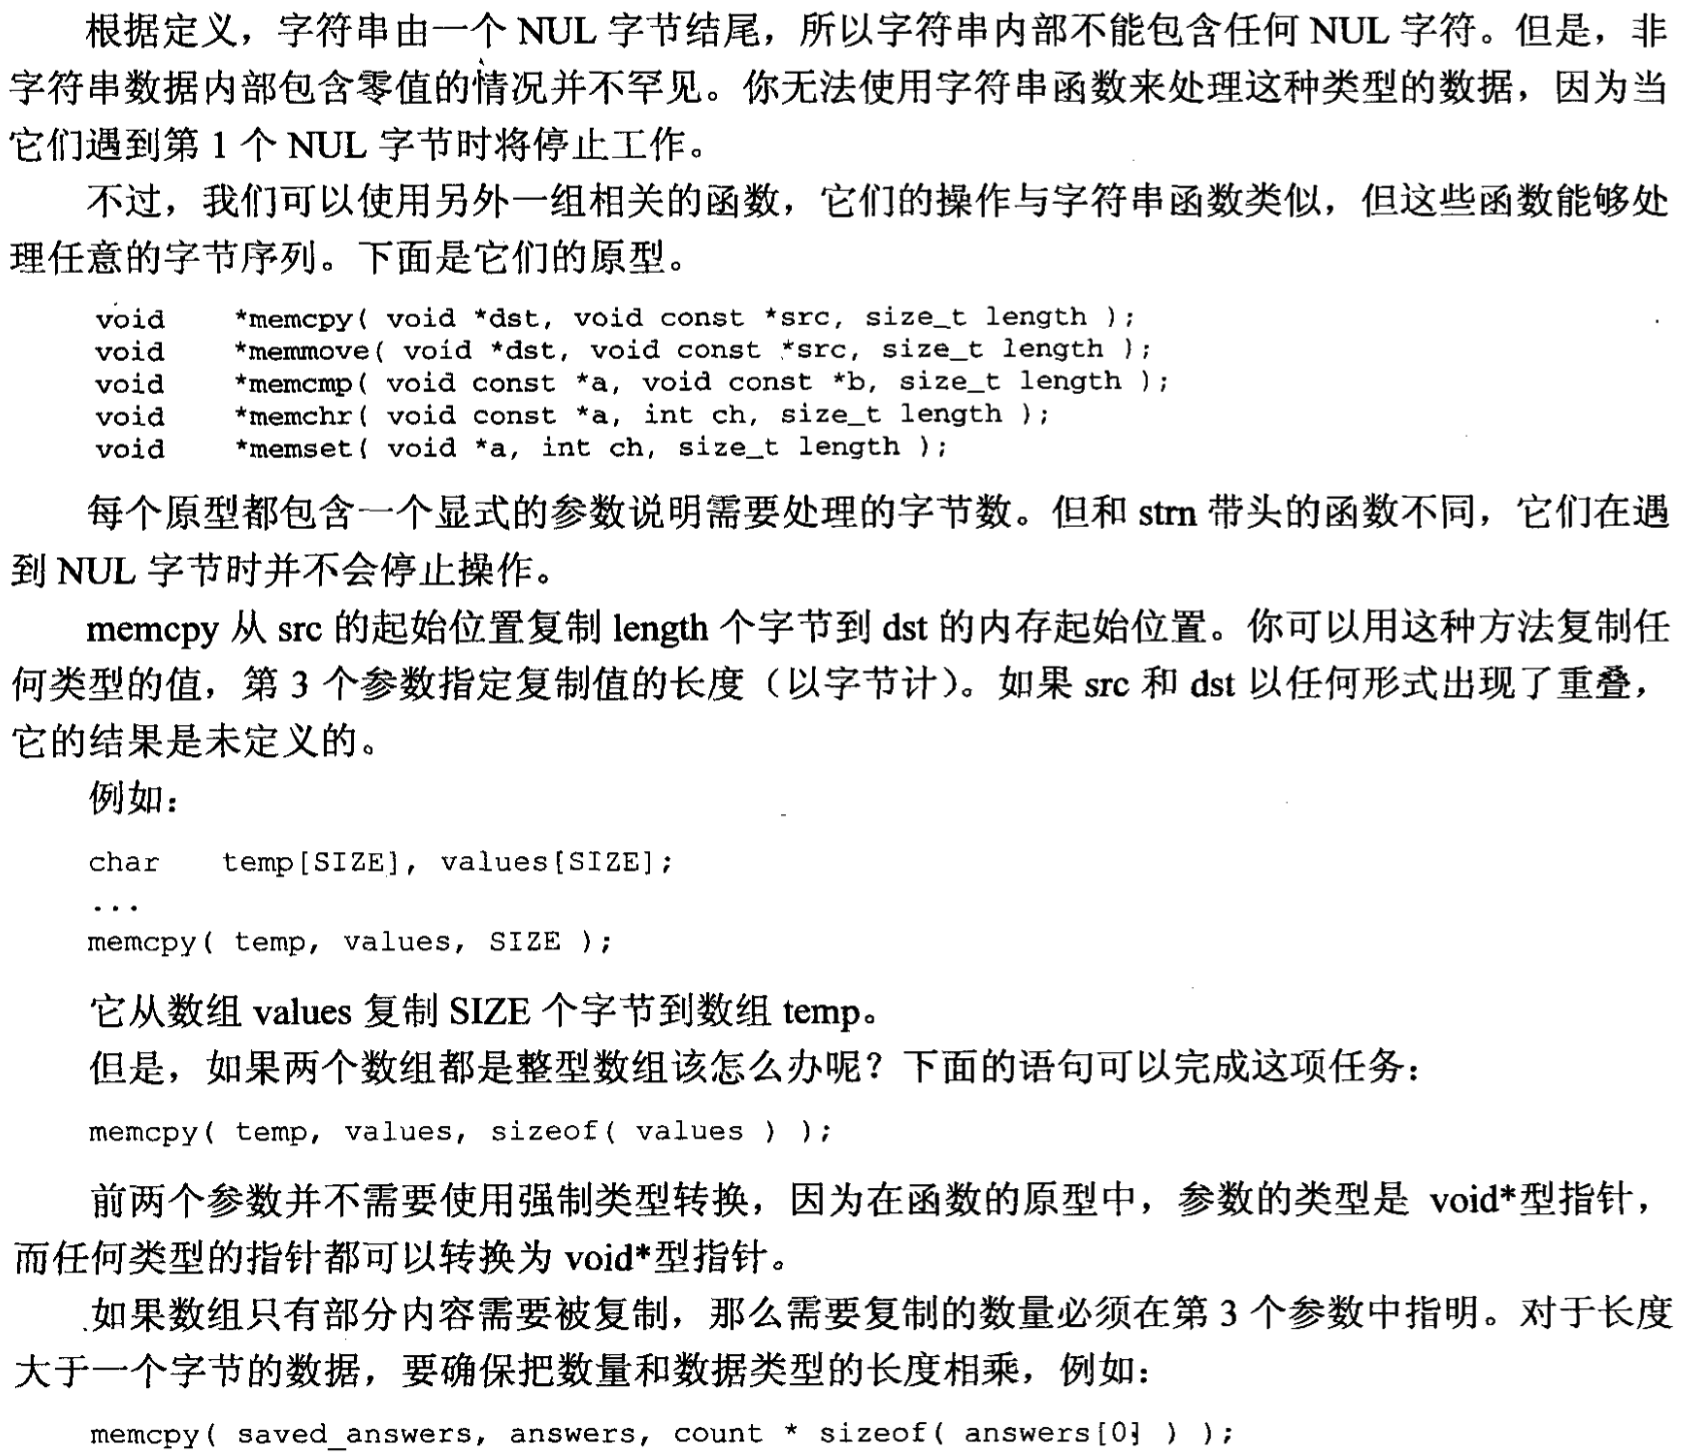 根据定义，字符串由一个 NUL 字节结尾，所以字符串内部不能包含任何 NUL 字符。但是，非
字符串数据内部包含零值的情况并不罕见。你无法使用字符串函数来处理这种类型的数据，因为当
它们遇到第 1 个 NUL 字节时将停止工作。
不过，我们可以使用另外一组相关的函数，它们的操作与字符串函数类似，但这些函数能够处
理任意的字节序列。下面是它们的原型。
void    *memcpy( void *dst, void const *src, size_t length );
void    *memmove( void *dst, void const *src, size_t length );
void    *memcmp( void const *a, void const *b, size_t length );
void    *memchr( void const *a, int ch, size_t length );
void    *memset( void *a, int ch, size_t length );
每个原型都包含一个显式的参数说明需要处理的字节数。但和 strn 带头的函数不同，它们在遇
到 NUL 字节时并不会停止操作。
memcpy 从 src 的起始位置复制 length 个字节到 dst 的内存起始位置。你可以用这种方法复制任
何类型的值，第 3 个参数指定复制值的长度（以字节计）。如果 src 和 dst 以任何形式出现了重叠，
它的结果是未定义的。
例如：
char    temp[SIZE], values[SIZE];
...
memcpy( temp, values, SIZE );
它从数组 values 复制 SIZE 个字节到数组 temp。
但是，如果两个数组都是整型数组该怎么办呢？下面的语句可以完成这项任务：
memcpy( temp, values, sizeof( values ) );
前两个参数并不需要使用强制类型转换，因为在函数的原型中，参数的类型是 void*型指针，
而任何类型的指针都可以转换为 void*型指针。
如果数组只有部分内容需要被复制，那么需要复制的数量必须在第 3 个参数中指明。对于长度
大于一个字节的数据，要确保把数量和数据类型的长度相乘，例如：
memcpy( saved_answers, answers, count * sizeof( answers[0] ) );